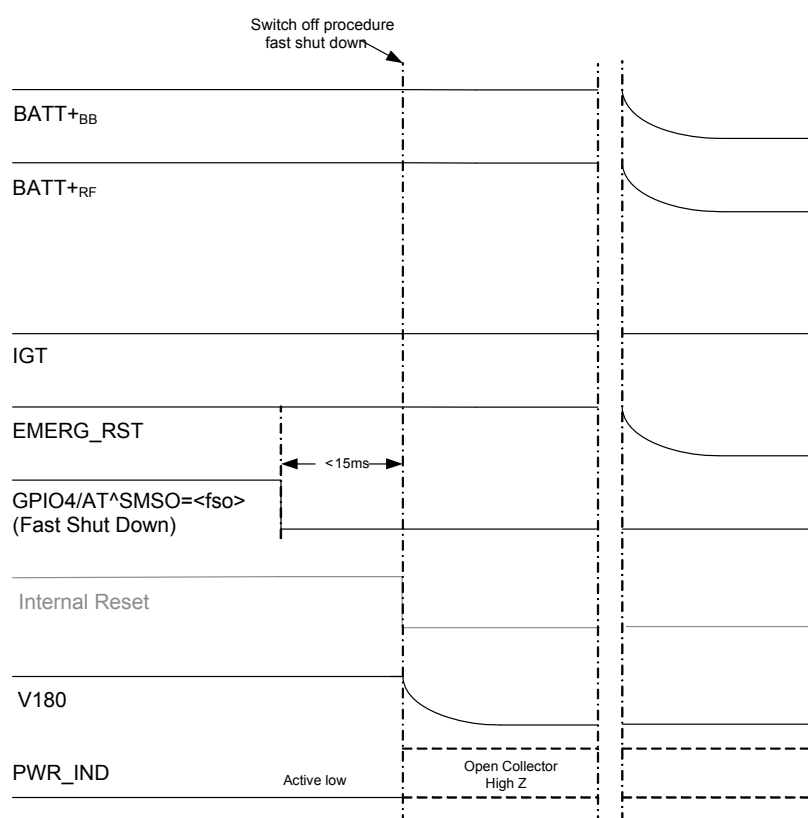 Switch off procedure
fast shut down
BATT+BB
BATT+RF
IGT
EMERG_RST
<15ms
GPIO4/AT^SMSO=<fso>
(Fast Shut Down)
Internal Reset
V180
PWR_IND
Active low
Open Collector
High Z